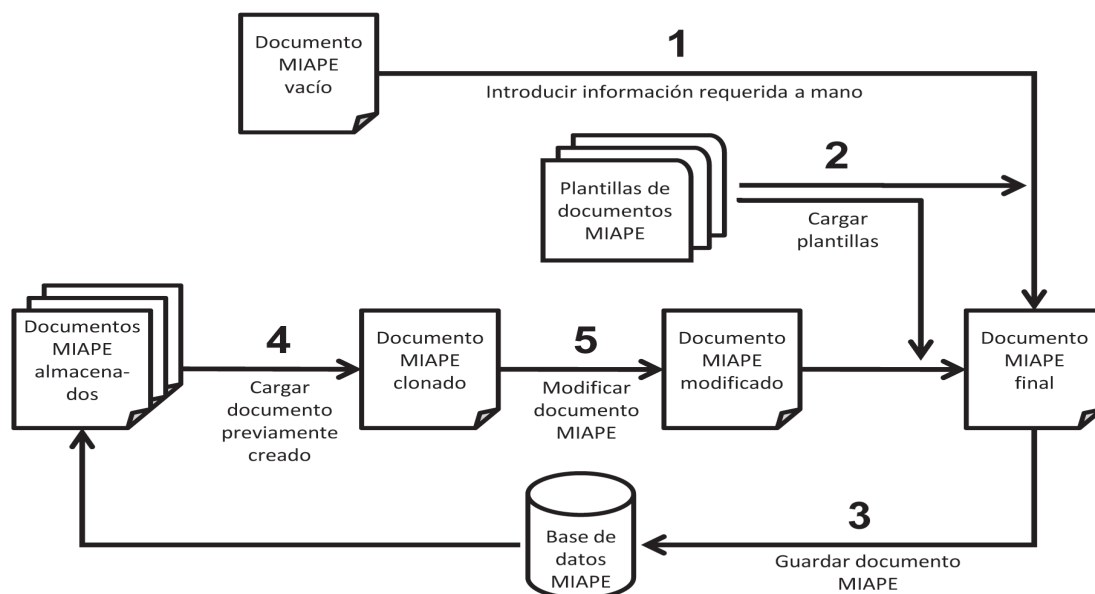 Documento
MIAPE
vacío
1
Introducir información requerida a mano
Plantillas de
documentos
MIAPE
2
Cargar
plantillas
Documentos
MIAPE
almacena-
dos
4
Cargar
documento
previamente
creado
Documento
MIAPE
clonado
5
Modificar
documento
MIAPE
Documento
MIAPE
modificado
Documento
MIAPE
final
Base de
datos
MIAPE
3
Guardar documento
MIAPE